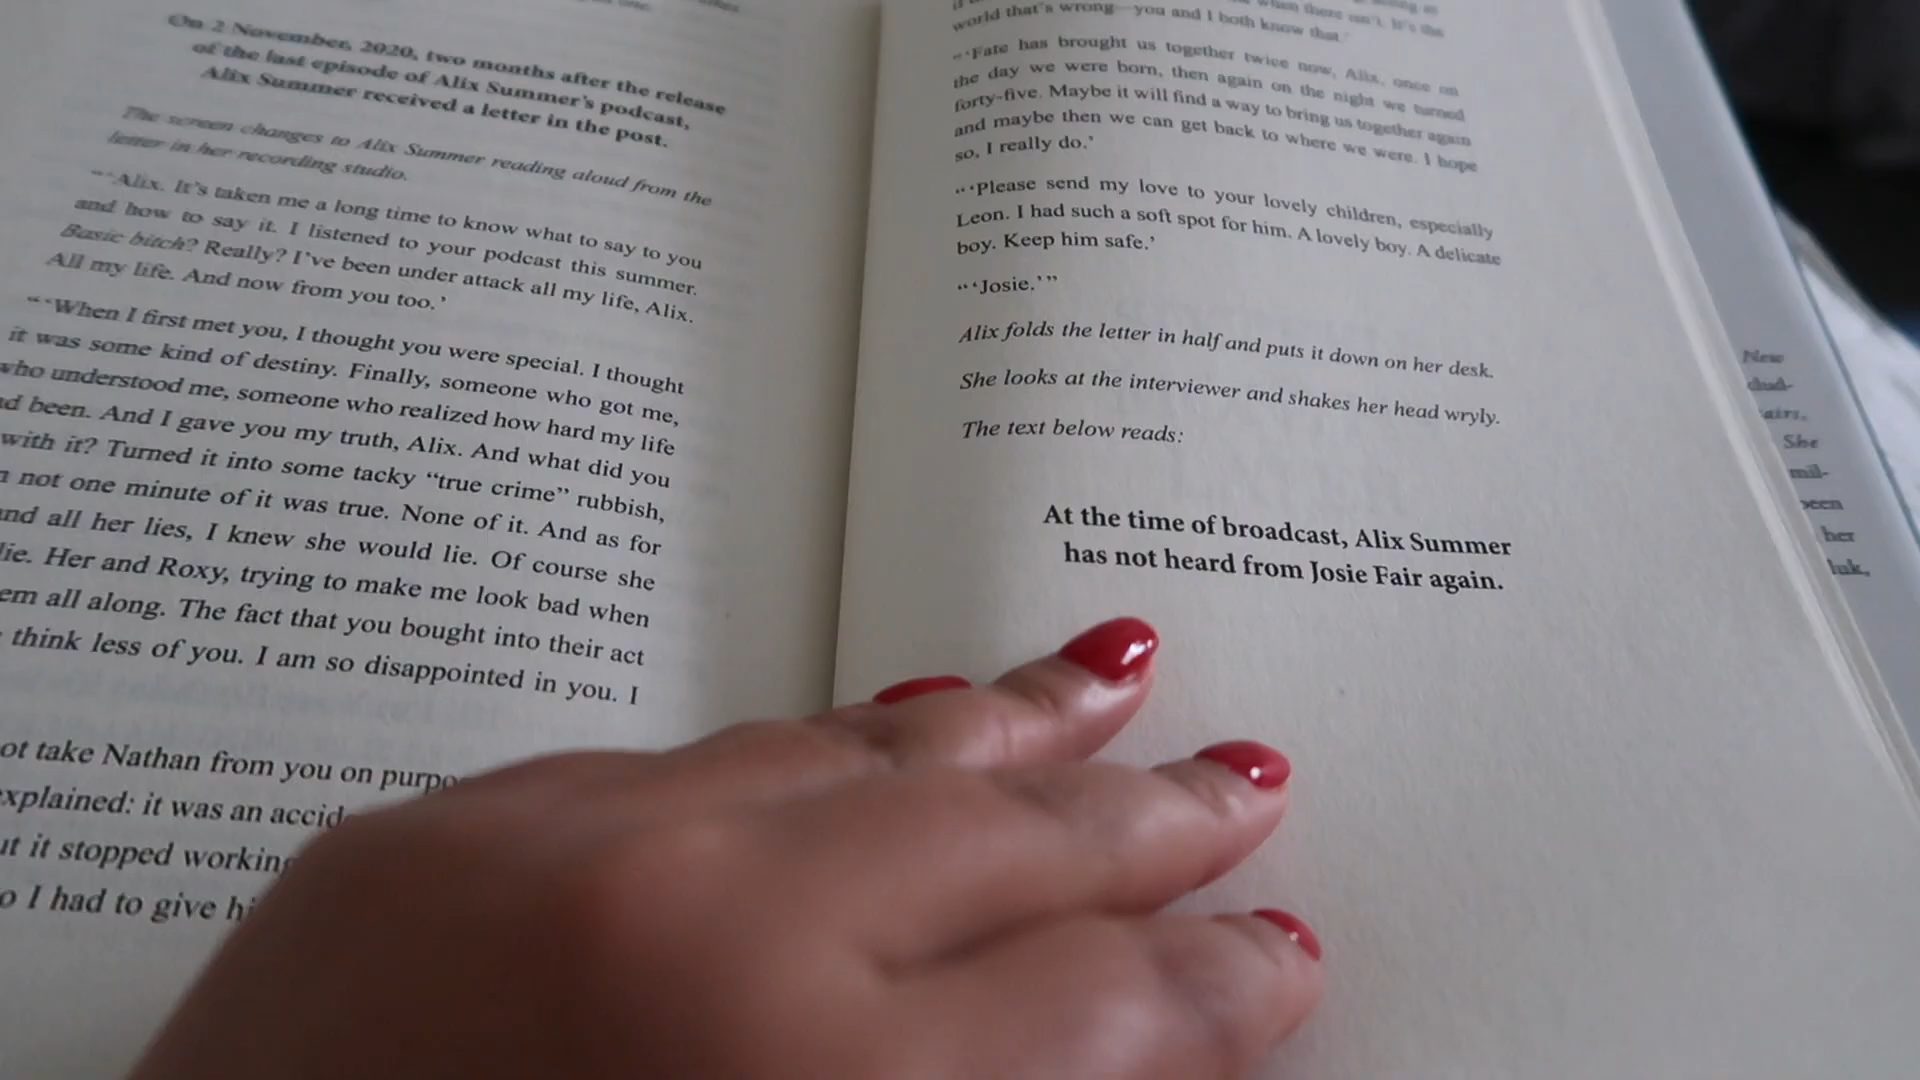 On 2 November, 2020, two months after the release
of the last episode of Alix Summer's podcast,
Alix Summer received a letter in the post.
The screen changes to Alix Summer reading aloud from the
letter in her recording studio.
"'Alix. It's taken me a long time to know what to say to you
and how to say it. I listened to your podcast this summer.
Basic bitch? Really? I've been under attack all my life, Alix.
All my life. And now from you too.'
"'When I first met you, I thought you were special. I thought
it was some kind of destiny. Finally, someone who got me,
who understood me, someone who realized how hard my life
been. And I gave you my truth, Alix. And what did you
with it? Turned it into some tacky "true crime" rubbish,
not one minute of it was true. None of it. And as for
and all her lies, I knew she would lie. Of course she
lie. Her and Roxy, trying to make me look bad when
em all along. The fact that you bought into their act
think less of you. I am so disappointed in you. I
ot take Nathan from you on purpo
explained: it was an accid
ut it stopped working
o I had to give hi
world that's wrong—you and I both know that.'
"'Fate has brought us together twice now, Alix, once on
the day we were born, then again on the night we turned
forty-five. Maybe it will find a way to bring us together again
and maybe then we can get back to where we were. I hope
so, I really do.'
"'Please send my love to your lovely children, especially
Leon. I had such a soft spot for him. A lovely boy. A delicate
boy. Keep him safe.'
"'Josie.'"
Alix folds the letter in half and puts it down on her desk.
She looks at the interviewer and shakes her head wryly.
The text below reads:
At the time of broadcast, Alix Summer
has not heard from Josie Fair again.
New
airs,
She
mil-
been
her
luk,